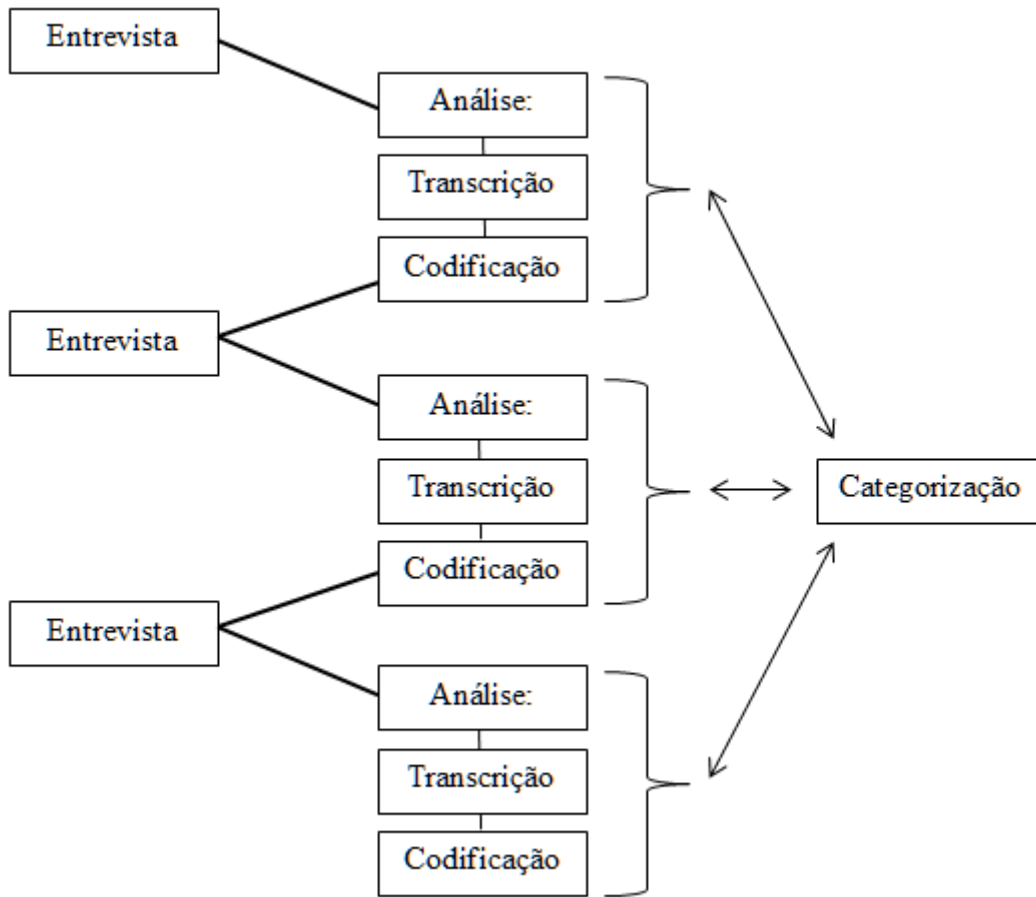 Entrevista
Análise:
Transcrição
Codificação
Entrevista
Análise:
Transcrição
Codificação
Categorização
Entrevista
Análise:
Transcrição
Codificação